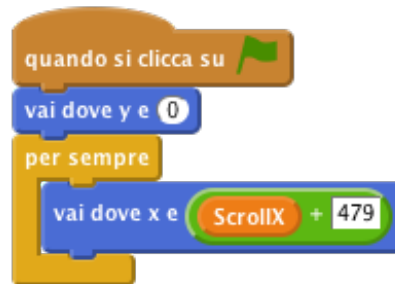 quando si clicca su
vai dove y e 0
per sempre
vai dove x e ScrollX + 479